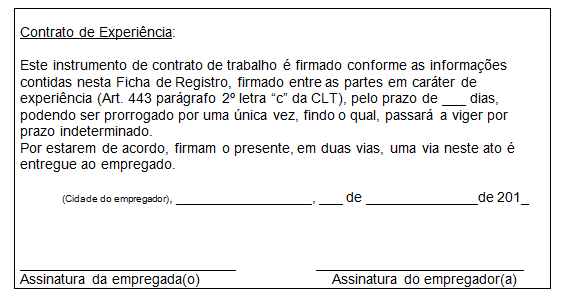 Contrato de Experiência:
Este instrumento de contrato de trabalho é firmado conforme as informações
contidas nesta Ficha de Registro, firmado entre as partes em caráter de
experiência (Art. 443 parágrafo 2º letra “c” da CLT), pelo prazo de ___ dias,
podendo ser prorrogado por uma única vez, findo o qual, passará a viger por
prazo indeterminado.
Por estarem de acordo, firmam o presente, em duas vias, uma via neste ato é
entregue ao empregado.
(Cidade do empregador), _________________, ___ de ______________de 201_
____________________________ ___________________________
Assinatura da empregada(o) Assinatura do empregador(a)